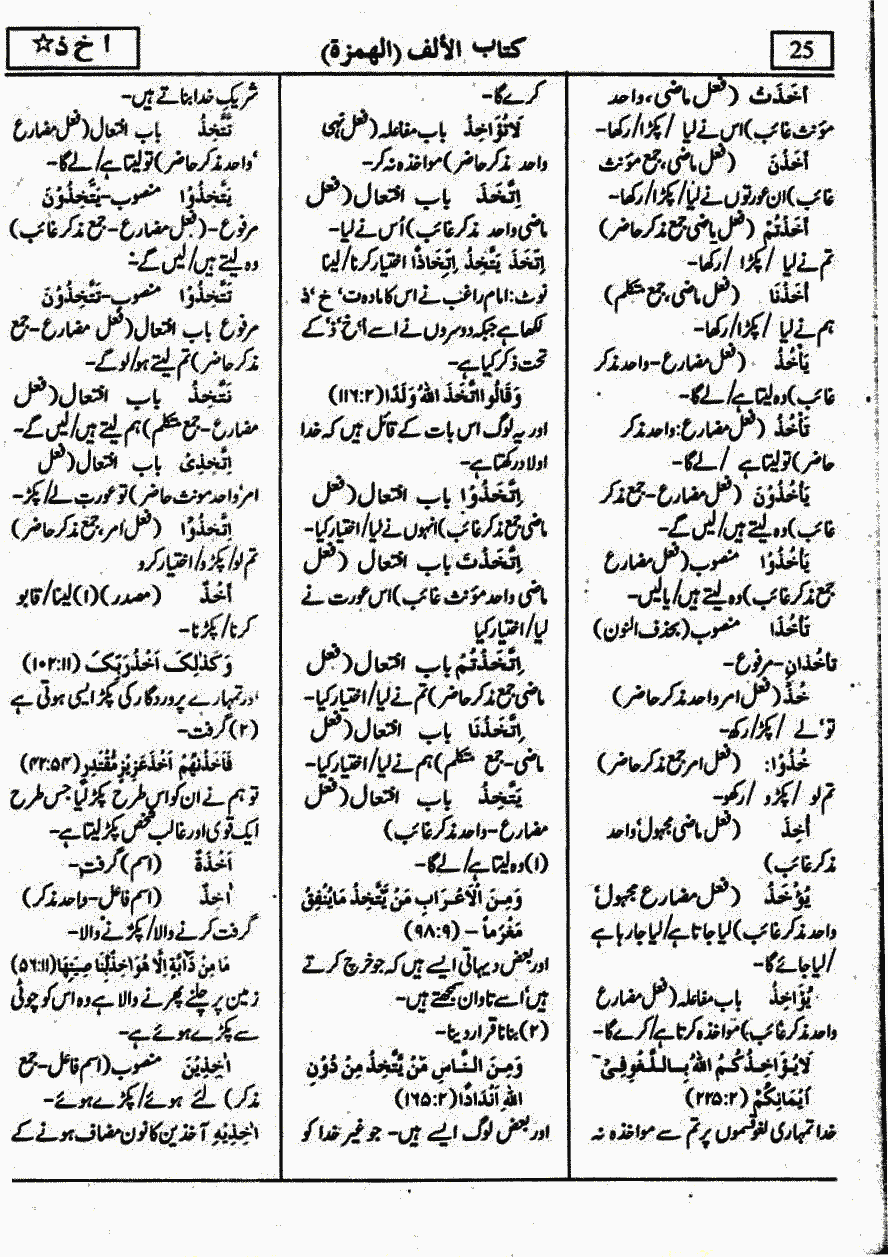 25
كتاب الألف (الهمزة)
ا خ ذ ☆
أَخَذَتْ (فعل ماضی، واحد
مؤنث غائب) اس نے لیا / پکڑا/ رکھا۔
أَخَذْنَ (فعل ماضی، جمع مؤنث
غائب) ان عورتوں نے لیا/ پکڑا/ رکھا۔
أَخَذْتُمْ (فعل ماضی جمع مذکر حاضر)
تم نے لیا / پکڑا / رکھا۔
أَخَذْنَا (فعل ماضی، جمع متکلم)
ہم نے لیا / پکڑا/ رکھا۔
يَأْخُذُ (فعل مضارع- واحد مذکر
غائب) وہ لیتا ہے/ لے گا۔
تَأْخُذُ (فعل مضارع: واحد مذکر
حاضر) تو لیتا ہے / لے گا۔
يَأْخُذُوْنَ (فعل مضارع- جمع مذکر
غائب) وہ لیتے ہیں/ لیں گے۔
يَأْخُذُوْا منصوب (فعل مضارع
جمع مذکر غائب) وہ لیتے ہیں/ یا لیں۔
تَأْخُذَا منصوب (بحذف النون)
تاخذان- مرفوع۔
خُذْ (فعل امر واحد مذکر حاضر)
تو' لے / پکڑ/ رکھ۔
خُذُوْا: (فعل امر جمع مذکر حاضر)
تم لو / پکڑو / رکھو۔
أُخِذَ (فعل ماضی مجہول' واحد
مذکر غائب)
يُؤْخَذُ (فعل مضارع مجہول'
واحد مذکر غائب) لیا جاتا ہے/ لیا جا رہا ہے
/ لیا جائے گا۔
يُؤَاخِذُ باب مفاعلہ (فعل مضارع
واحد مذکر غائب) مواخذہ کرتا ہے/ کرے گا۔
لَا يُؤَاخِذُكُمُ اللّٰهُ بِاللَّغْوِ فِيْ
أَيْمَانِكُمْ (۲:۲۲۵)
خدا تمہاری لغو قسموں پر تم سے مواخذہ نہ
کرے گا۔
لَا تُؤَاخِذْ باب مفاعلہ (فعل نہی
واحد مذکر حاضر) مواخذہ نہ کر۔
اِتَّخَذَ باب افتعال (فعل
ماضی واحد مذکر غائب) اُس نے لیا۔
اِتَّخَذَ يَتَّخِذُ اِتِّخَاذًا اختیار کرنا/ لینا
نوٹ: امام راغب نے اس کا مادہ ت' خ' ذ
لکھا ہے جبکہ دوسروں نے اسے أ' خ' ذ' کے
تحت ذکر کیا ہے۔
وَقَالُوا اتَّخَذَ اللّٰهُ وَلَدًا (۲:۱۱۶)
اور یہ لوگ اس بات کے قائل ہیں کہ خدا
اولاد رکھتا ہے۔
اِتَّخَذُوْا باب افتعال (فعل
ماضی جمع مذکر غائب) انہوں نے لیا/ اختیار کیا۔
اِتَّخَذَتْ باب افتعال (فعل
ماضی واحد مؤنث غائب) اس عورت نے
لیا/ اختیار کیا
اِتَّخَذْتُمْ باب افتعال (فعل
ماضی جمع مذکر حاضر) تم نے لیا/ اختیار کیا۔
اِتَّخَذْنَا باب افتعال (فعل
ماضی- جمع متکلم) ہم نے لیا/ اختیار کیا۔
يَتَّخِذُ باب افتعال (فعل
مضارع- واحد مذکر غائب)
(۱) وہ لیتا ہے/ لے گا۔
وَمِنَ الْأَعْرَابِ مَنْ يَّتَّخِذُ مَا يُنْفِقُ
مَغْرَماً - (۹:۹۸)
اور بعض دیہاتی ایسے ہیں کہ جو خرچ کرتے
ہیں' اسے تاوان سمجھتے ہیں۔
(۲) بنانا قرار دینا۔
وَمِنَ النَّاسِ مَنْ يَّتَّخِذُ مِنْ دُوْنِ
اللّٰهِ أَنْدَادًا (۲:۱۶۵)
اور بعض لوگ ایسے ہیں۔ جو غیر خدا کو
شریک خدا بناتے ہیں۔
تَتَّخِذُ باب افتعال (فعل مضارع
'واحد مذکر حاضر) تو لیتا ہے/ لے گا۔
يَتَّخِذُوْا منصوب- يَتَّخِذُوْنَ
مرفوع- (فعل مضارع- جمع مذکر غائب)
وہ لیتے ہیں/ لیں گے۔
تَتَّخِذُوْا منصوب- تَتَّخِذُوْنَ
مرفوع باب افتعال (فعل مضارع- جمع
مذکر حاضر) تم لیتے ہو/ لو گے۔
نَتَّخِذُ باب افتعال (فعل
مضارع- جمع متکلم) ہم لیتے ہیں/ لیں گے۔
اِتَّخِذِيْ باب افتعال (فعل
امر' واحد مونث حاضر) تو عورت لے/ پکڑ۔
اِتَّخِذُوْا (فعل امر، جمع مذکر حاضر)
تم لو/ پکڑو/ اختیار کرو
أَخْذٌ (مصدر) (۱) لینا/ قابو
کرنا/ پکڑنا۔
وَكَذٰلِكَ أَخْذُ رَبِّكَ (۱۱:۱۰۲)
اور تمہارے پروردگار کی پکڑ ایسی ہوتی ہے
(۲) گرفت۔
فَأَخَذْنٰهُمْ أَخْذَ عَزِيْزٍ مُّقْتَدِرٍ (۵۴:۴۲)
تو ہم نے ان کو اس طرح پکڑ لیا جس طرح
ایک قوی اور غالب شخص پکڑ لیتا ہے۔
أَخْذَةً (اسم) گرفت۔
اٰخِذٌ (اسم فاعل- واحد مذکر)
گرفت کرنے والا/ پکڑنے والا۔
مَا مِنْ دَآبَّةٍ اِلَّا هُوَ اٰخِذٌ بِنَاصِيَتِهَا (۱۱:۵۶)
زمین پر چلنے پھرنے والا ہے وہ اس کو چوٹی
سے پکڑے ہوئے ہے۔
اٰخِذِيْنَ منصوب (اسم فاعل- جمع
مذکر) لئے ہوئے/ پکڑے ہوئے۔
اٰخِذِيْهِ آخذین کا نون مضاف ہونے کے